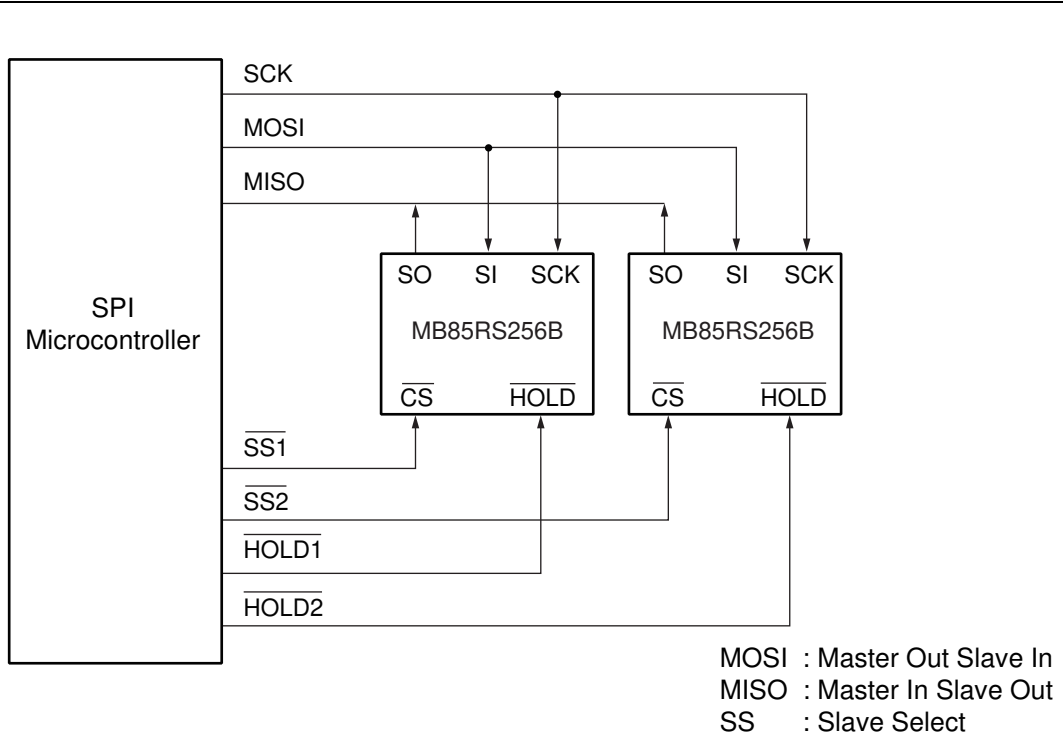 SCK
MOSI
MISO
SO SI SCK
MB85RS256B
CS HOLD
SO SI SCK
MB85RS256B
CS HOLD
SPI
Microcontroller
SS1
SS2
HOLD1
HOLD2
MOSI : Master Out Slave In
MISO : Master In Slave Out
SS : Slave Select